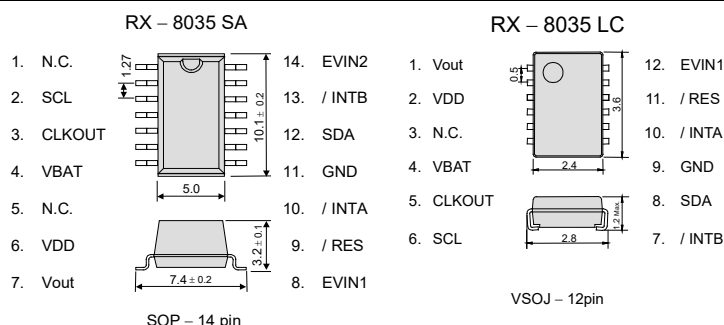 RX – 8035 SA
1. N.C.
2. SCL
3. CLKOUT
4. VBAT
5. N.C.
6. VDD
7. Vout
1.27
10.1 ± 0.2
5.0
3.2 ± 0.1
7.4 ± 0.2
14. EVIN2
13. / INTB
12. SDA
11. GND
10. / INTA
9. / RES
8. EVIN1
SOP – 14 pin
RX – 8035 LC
1. Vout
2. VDD
3. N.C.
4. VBAT
5. CLKOUT
6. SCL
0.5
3.6
2.4
1.2 Max.
2.8
12. EVIN1
11. / RES
10. / INTA
9. GND
8. SDA
7. / INTB
VSOJ – 12pin